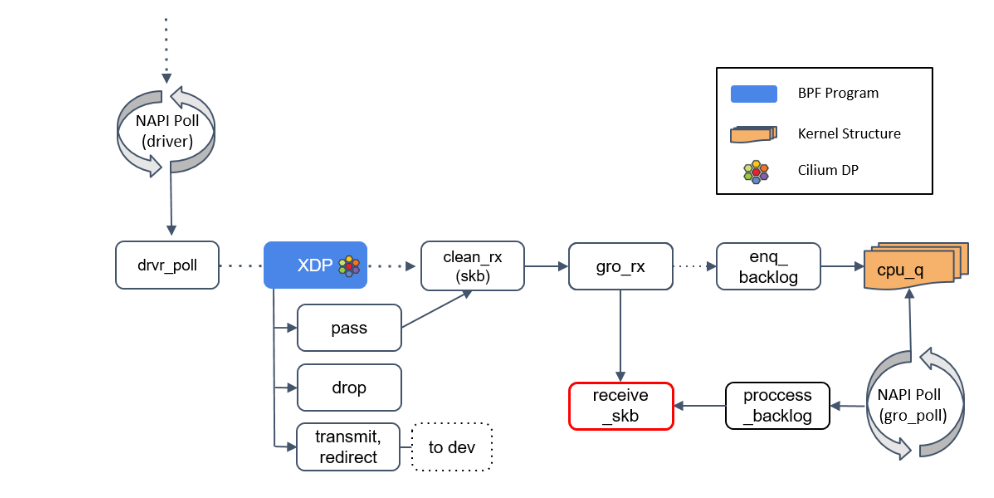 NAPI Poll
(driver)
BPF Program
Kernel Structure
Cilium DP
drvr_poll
XDP
clean_rx
(skb)
gro_rx
enq_
backlog
cpu_q
pass
drop
transmit,
redirect
to dev
receive
_skb
proccess
_backlog
NAPI Poll
(gro_poll)